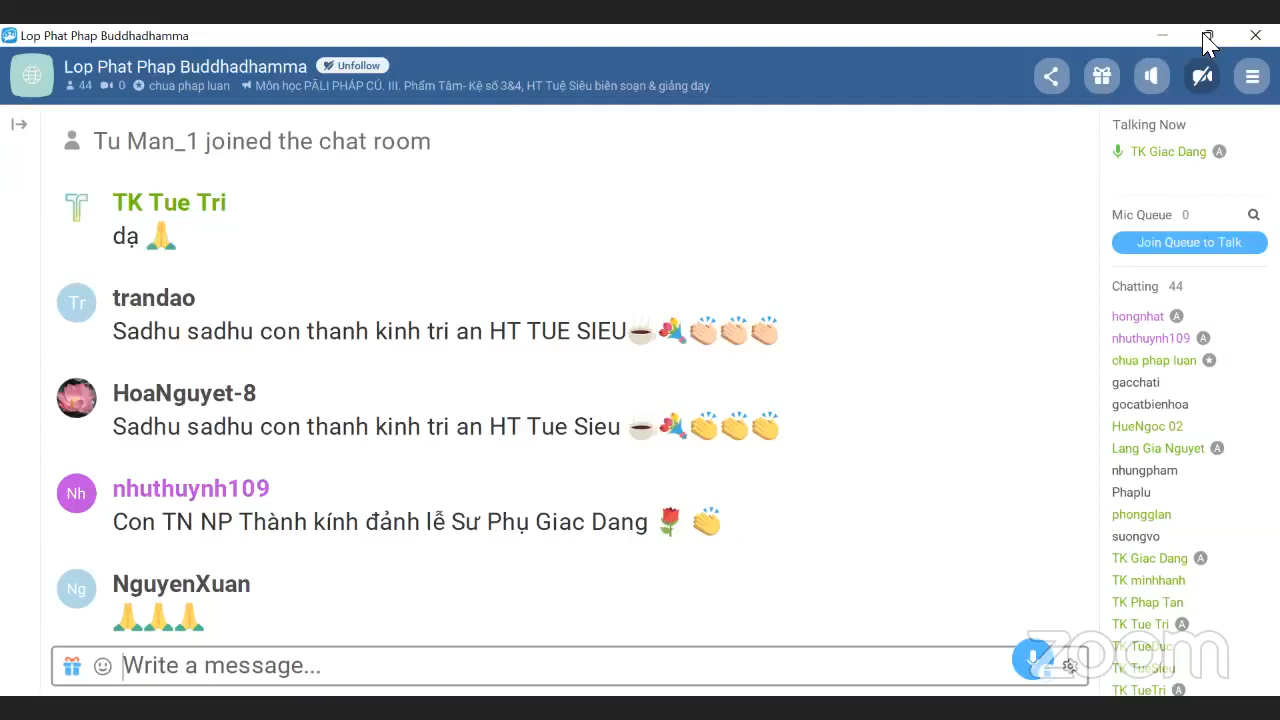 Lop Phat Phap Buddhadhamma
Lop Phat Phap Buddhadhamma Unfollow
44 0 chua phap luan Môn học PĀLI PHÁP CÚ. III. Phẩm Tâm- Kệ số 3&4, HT Tuệ Siêu biên soạn & giảng dạy
Tu Man_1 joined the chat room
TK Tue Tri
dạ 🙏
Tr
trandao
Sadhu sadhu con thanh kinh tri an HT TUE SIEU☕💐👏🏻👏🏻👏🏻
HoaNguyet-8
Sadhu sadhu con thanh kinh tri an HT Tue Sieu ☕💐👏👏👏
Nh
nhuthuynh109
Con TN NP Thành kính đảnh lễ Sư Phụ Giac Dang 🌹 👏
Ng
NguyenXuan
🙏🙏🙏
Write a message...
Talking Now
TK Giac Dang A
Mic Queue 0
Join Queue to Talk
Chatting 44
hongnhat A
nhuthuynh109 A
chua phap luan
gacchati
gocatbienhoa
HueNgoc 02
Lang Gia Nguyet A
nhungpham
Phaplu
phongglan
suongvo
TK Giac Dang A
TK minhhanh
TK Phap Tan
TK Tue Tri A
TK TueDuc
TK TueSieu
TK TueTri A
zoom